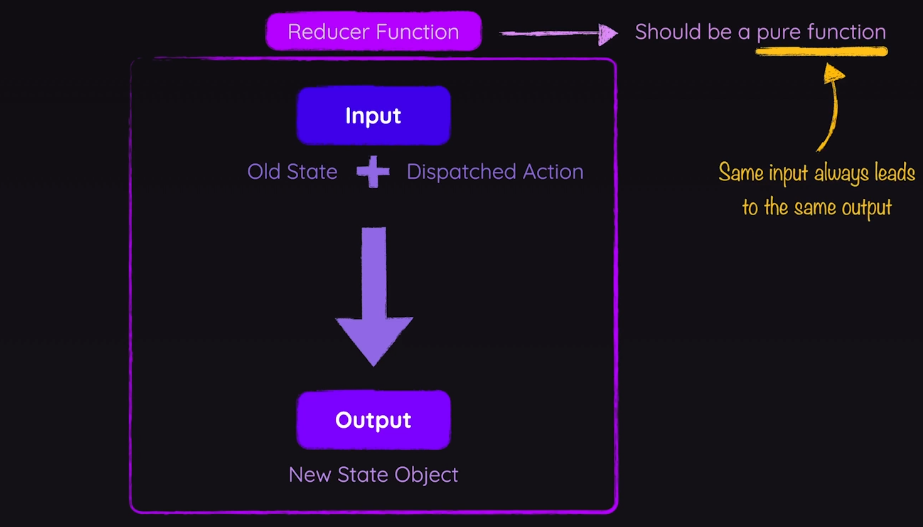 Reducer Function
Should be a pure function
Input
Old State + Dispatched Action
Same input always leads
to the same output
Output
New State Object